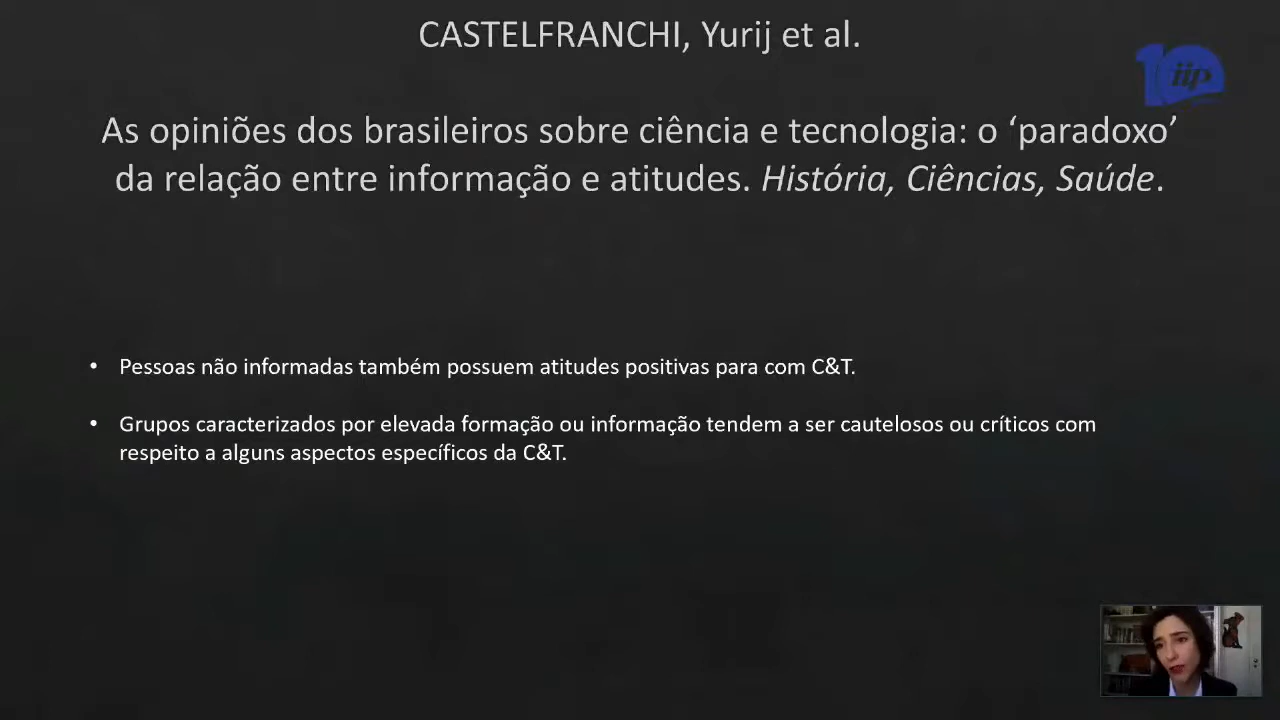 CASTELFRANCHI, Yurij et al.
As opiniões dos brasileiros sobre ciência e tecnologia: o ‘paradoxo’
da relação entre informação e atitudes. História, Ciências, Saúde.
10 iip
• Pessoas não informadas também possuem atitudes positivas para com C&T.
• Grupos caracterizados por elevada formação ou informação tendem a ser cautelosos ou críticos com
respeito a alguns aspectos específicos da C&T.